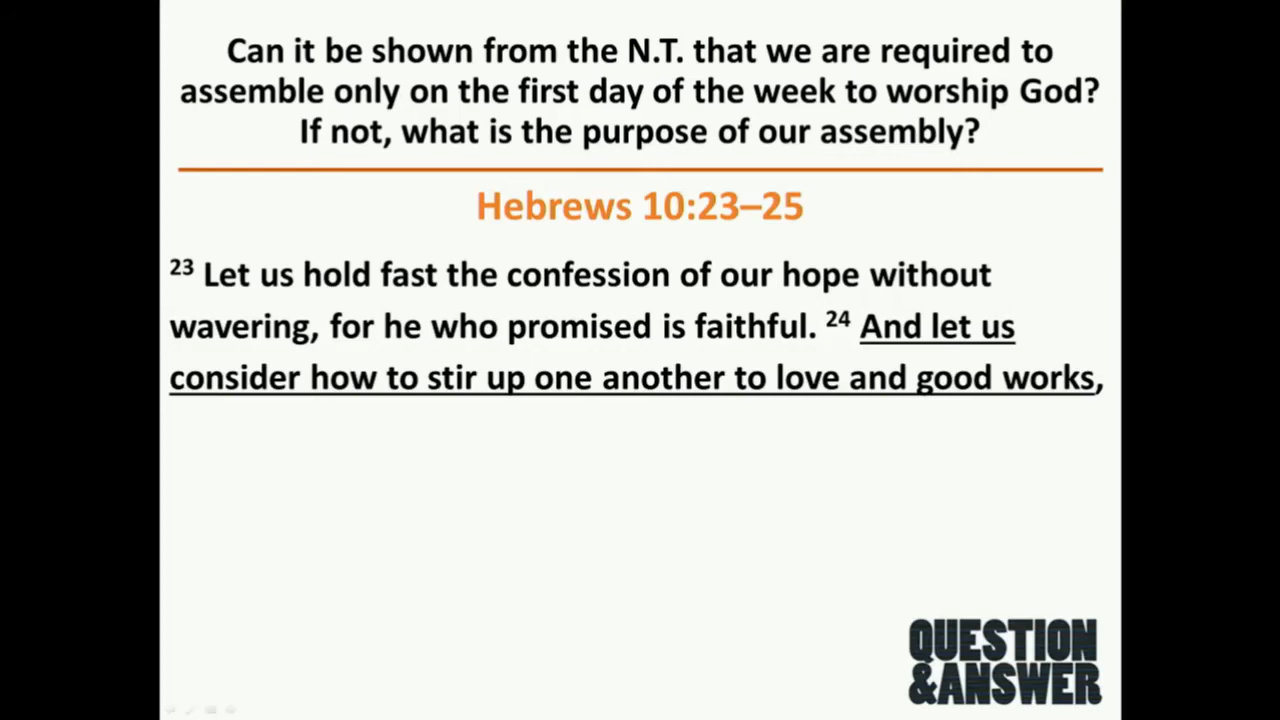 Can it be shown from the N.T. that we are required to
assemble only on the first day of the week to worship God?
If not, what is the purpose of our assembly?
Hebrews 10:23–25
²³ Let us hold fast the confession of our hope without
wavering, for he who promised is faithful. ²⁴ And let us
consider how to stir up one another to love and good works,
QUESTION
&ANSWER